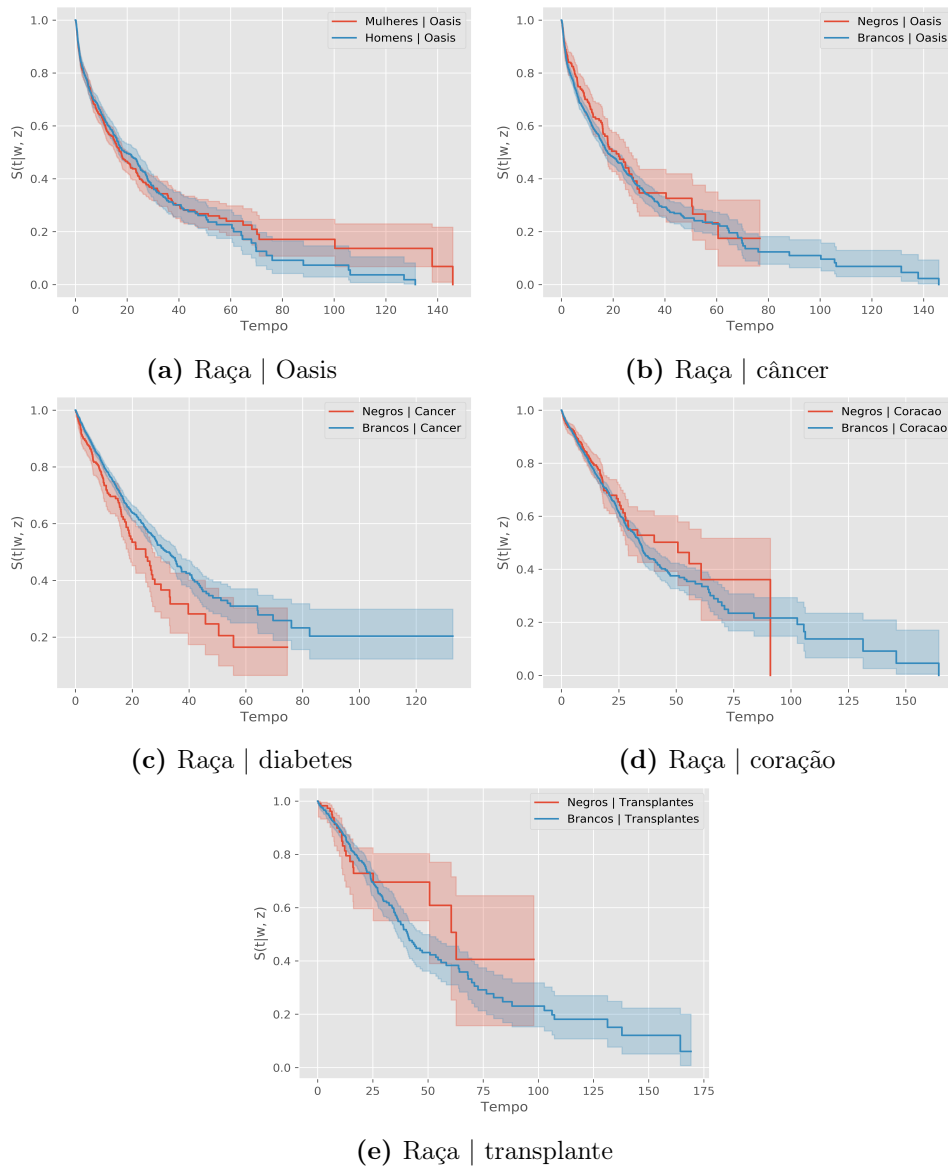 1.0
0.8
0.6
0.4
0.2
0.0
S(t|w, z)
Mulheres | Oasis
Homens | Oasis
0 20 40 60 80 100 120 140
Tempo
(a) Raça | Oasis
1.0
0.8
0.6
0.4
0.2
0.0
S(t|w, z)
Negros | Oasis
Brancos | Oasis
0 20 40 60 80 100 120 140
Tempo
(b) Raça | câncer
1.0
0.8
0.6
0.4
0.2
S(t|w, z)
Negros | Cancer
Brancos | Cancer
0 20 40 60 80 100 120
Tempo
(c) Raça | diabetes
1.0
0.8
0.6
0.4
0.2
0.0
S(t|w, z)
Negros | Coracao
Brancos | Coracao
0 25 50 75 100 125 150
Tempo
(d) Raça | coração
1.0
0.8
0.6
0.4
0.2
0.0
S(t|w, z)
Negros | Transplantes
Brancos | Transplantes
0 25 50 75 100 125 150 175
Tempo
(e) Raça | transplante